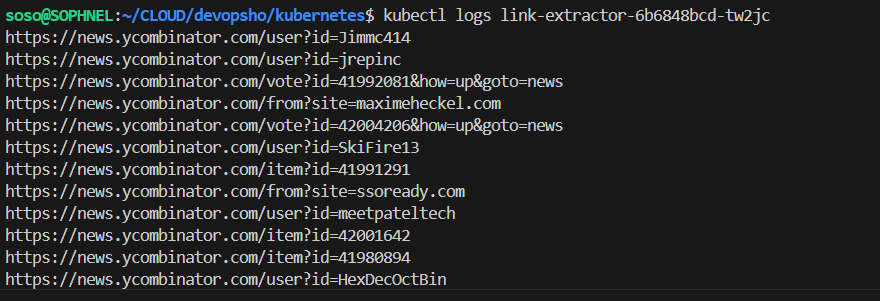 soso@SOPHNEL:~/CLOUD/devopsho/kubernetes$ kubectl logs link-extractor-6b6848bcd-tw2jc
https://news.ycombinator.com/user?id=Jimmc414
https://news.ycombinator.com/user?id=jrepinc
https://news.ycombinator.com/vote?id=41992081&how=up&goto=news
https://news.ycombinator.com/from?site=maximeheckel.com
https://news.ycombinator.com/vote?id=42004206&how=up&goto=news
https://news.ycombinator.com/user?id=SkiFire13
https://news.ycombinator.com/item?id=41991291
https://news.ycombinator.com/from?site=ssoready.com
https://news.ycombinator.com/user?id=meetpateltech
https://news.ycombinator.com/item?id=42001642
https://news.ycombinator.com/item?id=41980894
https://news.ycombinator.com/user?id=HexDecOctBin